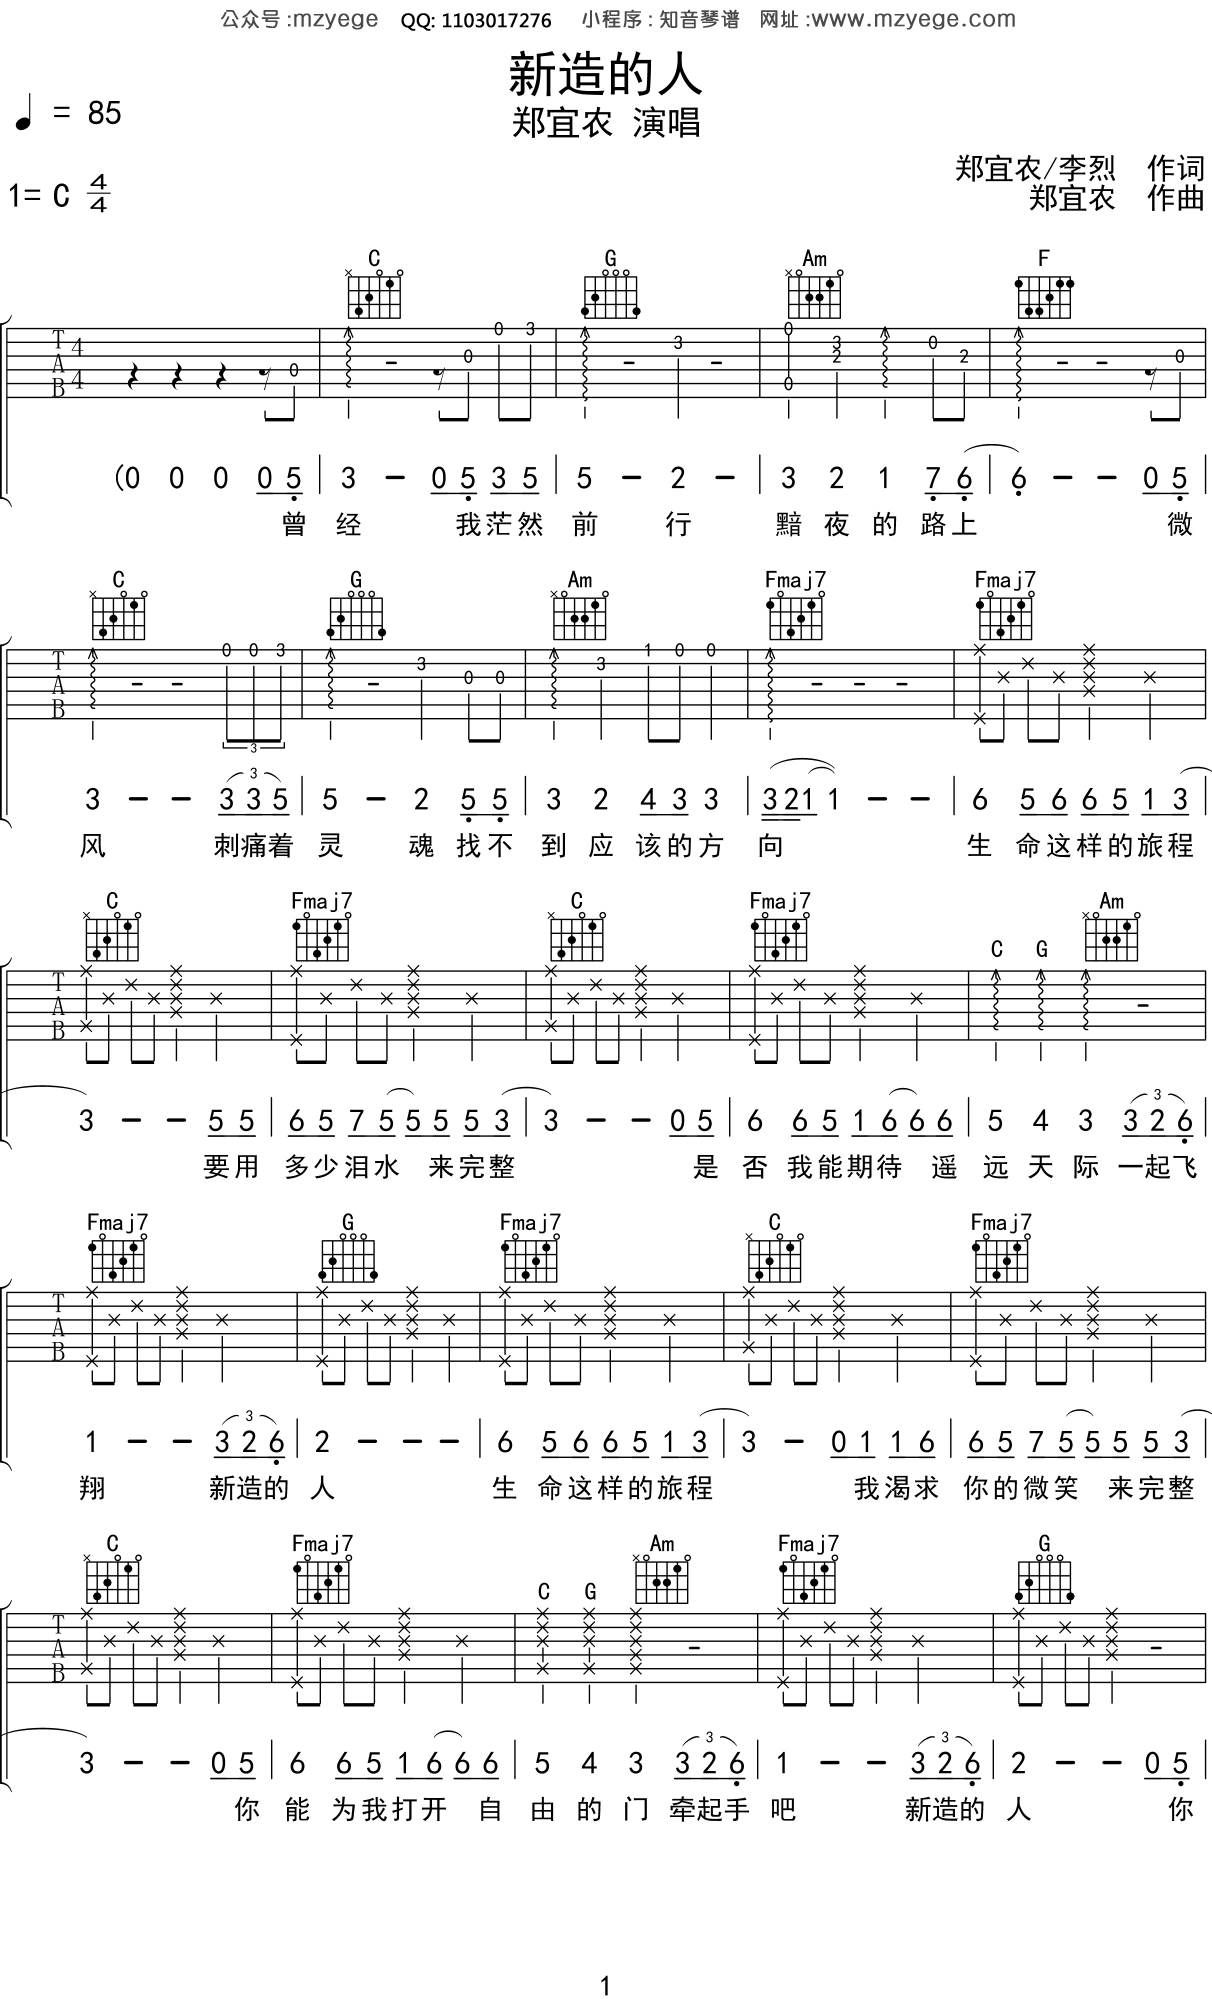 公众号:mzyege QQ: 1103017276 小程序:知音琴谱 网址:www.mzyege.com
新造的人
♩ = 85
郑宜农 演唱
郑宜农/李烈 作词
1= C 4/4
郑宜农 作曲
C G Am F
(0 0 0 0 5 | 3 - 0 5 3 5 | 5 - 2 - | 3 2 1 7 6 | 6 - - 0 5 |
曾 经 我茫然 前 行 黯 夜 的 路上 微
C G Am Fmaj7 Fmaj7
3 - - 3 3 5 | 5 - 2 5 5 | 3 2 4 3 3 | 3 2 1 1 - - | 6 5 6 6 5 1 3 |
风 刺痛着 灵 魂 找不 到 应 该的方 向 生 命这样的旅程
C Fmaj7 C Fmaj7 C G Am
3 - - 5 5 | 6 5 7 5 5 5 5 3 | 3 - - 0 5 | 6 6 5 1 6 6 6 | 5 4 3 3 2 6
要用 多少泪水 来完整 是 否 我能期待 遥 远 天 际 一起飞
Fmaj7 G Fmaj7 C Fmaj7
1 - - 3 2 6 | 2 - - - | 6 5 6 6 5 1 3 | 3 - 0 1 1 6 | 6 5 7 5 5 5 5 3 |
翔 新造的 人 生 命这样的旅程 我渴求 你的微笑 来完整
C Fmaj7 C G Am Fmaj7 G
3 - - 0 5 | 6 6 5 1 6 6 6 | 5 4 3 3 2 6 | 1 - - 3 2 6 | 2 - - 0 5 |
你 能 为我打开 自 由 的 门 牵起手 吧 新造的 人 你
1